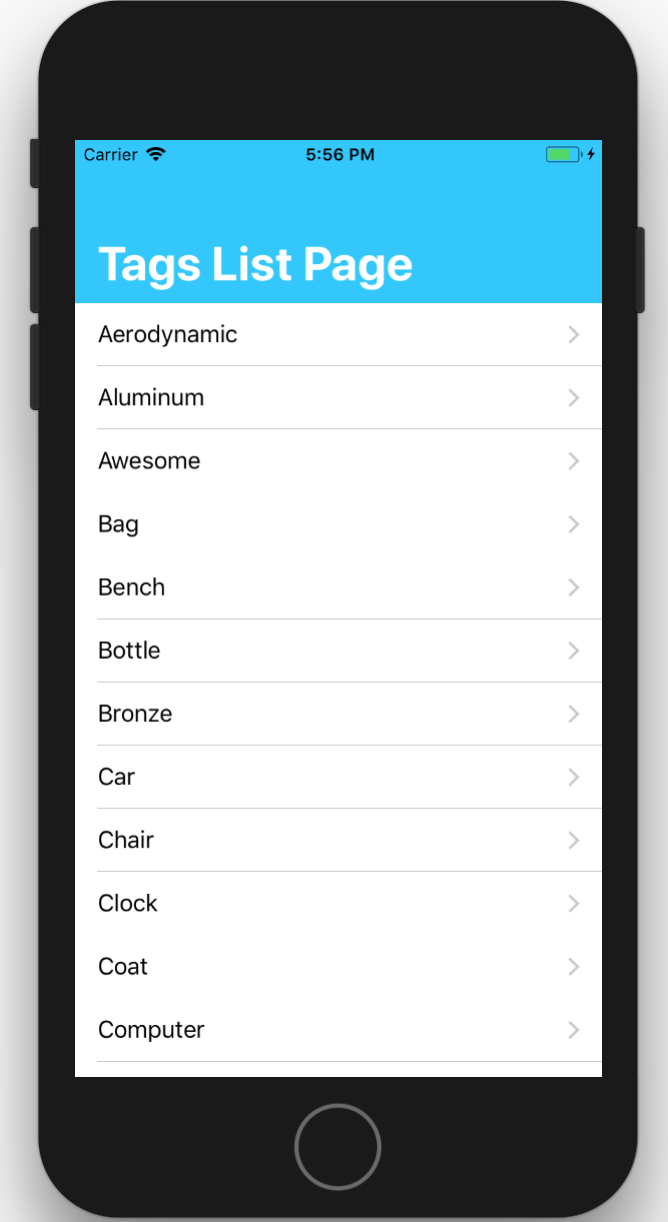 Carrier 5:56 PM
Tags List Page
Aerodynamic
Aluminum
Awesome
Bag
Bench
Bottle
Bronze
Car
Chair
Clock
Coat
Computer